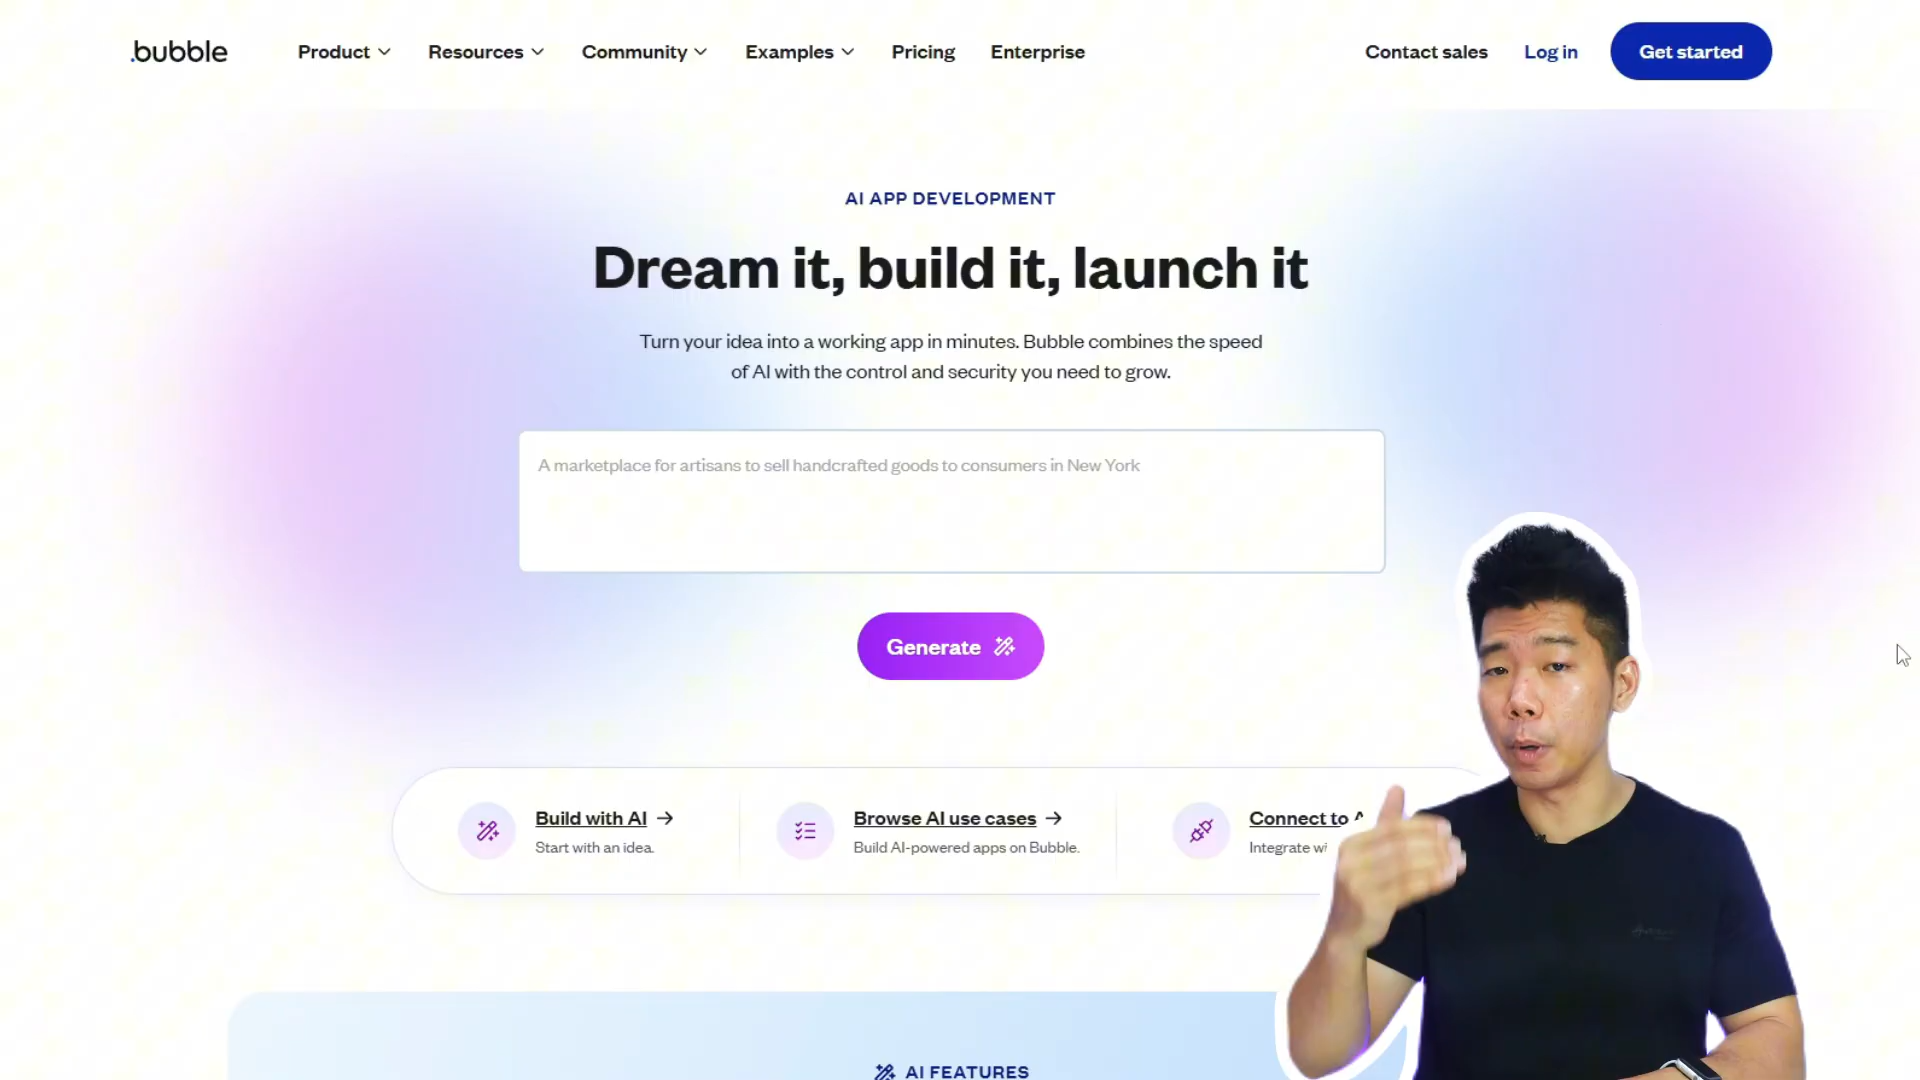 .bubble
Product
Resources
Community
Examples
Pricing
Enterprise
Contact sales
Log in
Get started
AI APP DEVELOPMENT
Dream it, build it, launch it
Turn your idea into a working app in minutes. Bubble combines the speed
of AI with the control and security you need to grow.
A marketplace for artisans to sell handcrafted goods to consumers in New York
Generate
Build with AI →
Start with an idea.
Browse AI use cases →
Build AI-powered apps on Bubble.
Connect to
Integrate
AI FEATURES